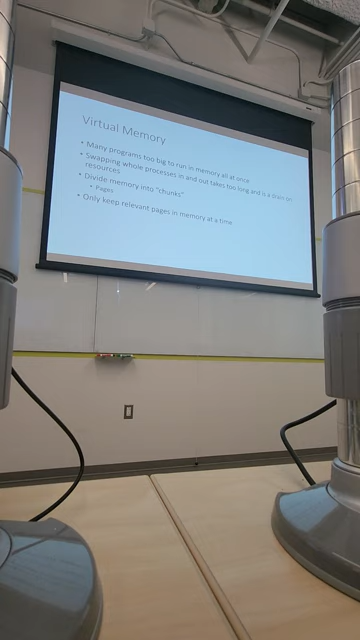 Virtual Memory
• Many programs too big to run in memory all at once
• Swapping whole processes in and out takes too long and is a drain on
resources
• Divide memory into "chunks"
• Pages
• Only keep relevant pages in memory at a time